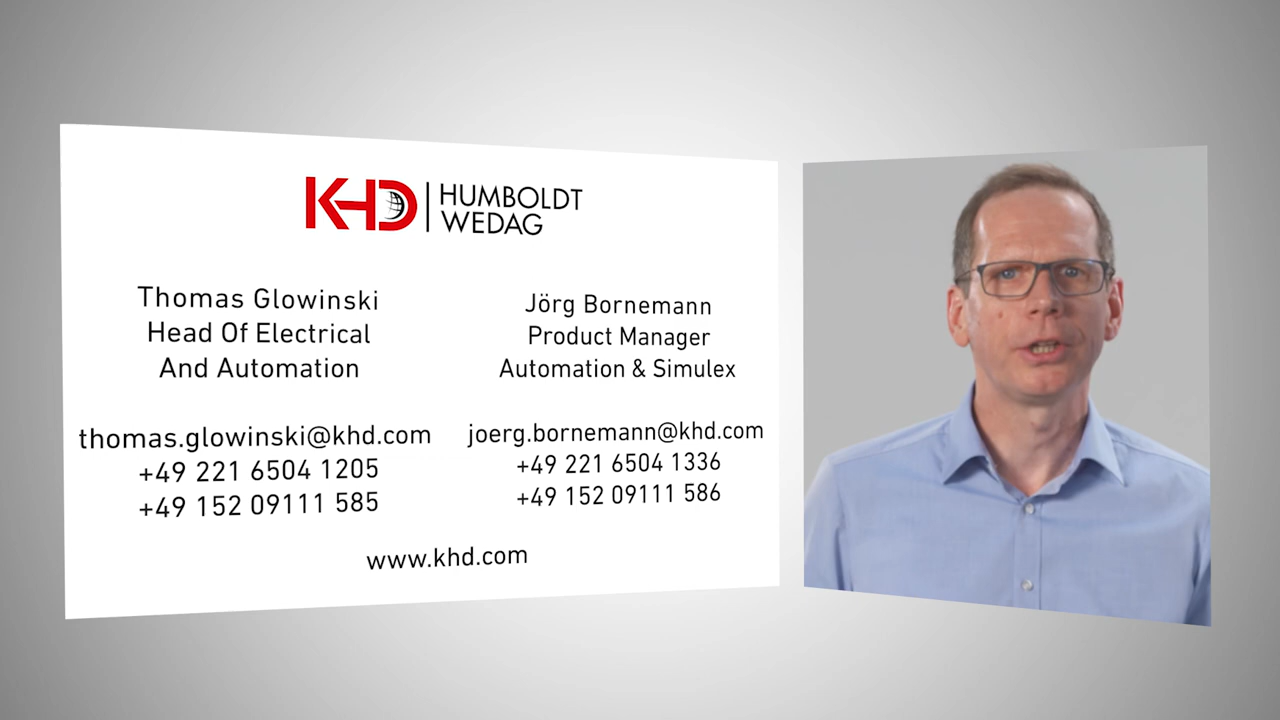 KHD HUMBOLDT
WEDAG
Thomas Glowinski
Head Of Electrical
And Automation
thomas.glowinski@khd.com
+49 221 6504 1205
+49 152 09111 585
Jörg Bornemann
Product Manager
Automation & Simulex
joerg.bornemann@khd.com
+49 221 6504 1336
+49 152 09111 586
www.khd.com